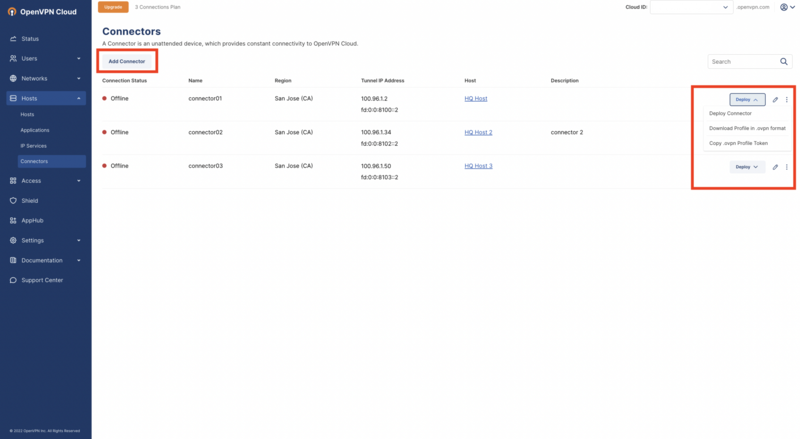 OpenVPN Cloud
Upgrade
3 Connections Plan
Cloud ID:
.openvpn.com
Status
Users
Networks
Hosts
Hosts
Applications
IP Services
Connectors
Access
Shield
AppHub
Settings
Documentation
Support Center
© 2023 OpenVPN Inc. All Rights Reserved
Connectors
A Connector is an unattended device, which provides constant connectivity to OpenVPN Cloud.
Add Connector
Search
Connection Status Name Region Tunnel IP Address Host Description
Offline connector01 San Jose (CA) 100.96.1.2 HQ Host Deploy
fd:0:0:8100::2
Deploy Connector
Download Profile in .ovpn format
Copy .ovpn Profile Token
Offline connector02 San Jose (CA) 100.96.1.34 HQ Host 2 connector 2
fd:0:0:8102::2
Offline connector03 San Jose (CA) 100.96.1.50 HQ Host 3 Deploy
fd:0:0:8103::2